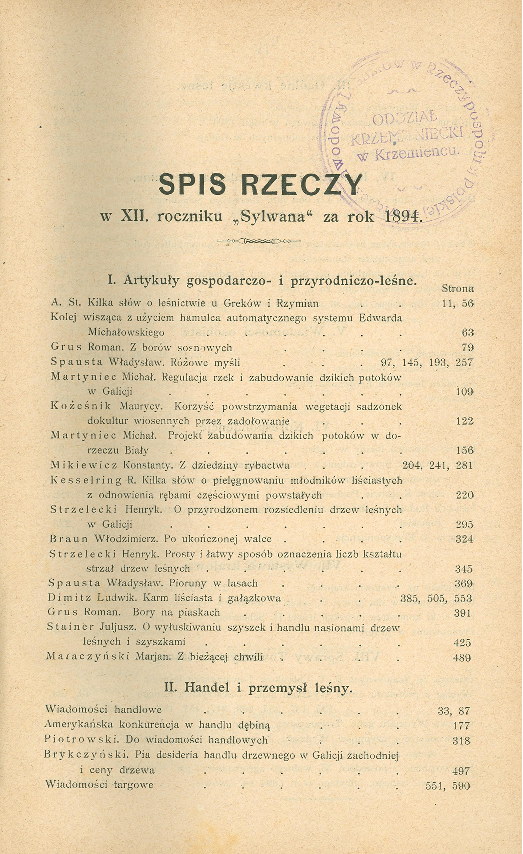 ODDZIAŁ
KRZEMIENIECKI
w Krzemieńcu.
SPIS RZECZY
w XII. roczniku „Sylwana“ za rok 1894.
I. Artykuły gospodarczo- i przyrodniczo-leśne.
Strona
A. St. Kilka słów o leśnictwie u Greków i Rzymian . . 11, 56
Kolej wisząca z użyciem hamulca automatycznego systemu Edwarda
Michałowskiego . . . . . . 63
Grus Roman. Z borów sosnowych . . . . 79
Spausta Władysław. Różowe myśli . . . 97, 145, 193, 257
Martyniec Michał. Regulacja rzek i zabudowanie dzikich potoków
w Galicji . . . . . . . 109
Kożeśnik Maurycy. Korzyść powstrzymania wegetacji sadzonek
dokultur wiosennych przez zadołowanie . . . 122
Martyniec Michał. Projekt zabudowania dzikich potoków w do-
rzeczu Biały . . . . . . . 156
Mikiewicz Konstanty. Z dziedziny rybactwa . . 204, 241, 281
Kesselring R. Kilka słów o pielęgnowaniu młodników liściastych
z odnowienia rębami częściowymi powstałych . . 220
Strzelecki Henryk. O przyrodzonem rozsiedleniu drzew leśnych
w Galicji . . . . . . . 295
Braun Włodzimierz. Po ukończonej walce . . . . 324
Strzelecki Henryk. Prosty i łatwy sposób oznaczenia liczb kształtu
strzał drzew leśnych . . . . . . 345
Spausta Władysław. Pioruny w lasach . . . . 369
Dimitz Ludwik. Karm liściasta i gałązkowa . . . 385, 505, 553
Grus Roman. Bory na piaskach . . . . . 391
Stainer Juljusz. O wyłuskiwaniu szyszek i handlu nasionami drzew
leśnych i szyszkami . . . . . . 425
Maraczyński Marjan. Z bieżącej chwili . . . . 489
II. Handel i przemysł leśny.
Wiadomości handlowe . . . . . . 33, 87
Amerykańska konkurencja w handlu dębiną . . . 177
Piotrowski. Do wiadomości handlowych . . . . 318
Brykczyński. Pia desideria handlu drzewnego w Galicji zachodniej
i ceny drzewa . . . . . . 497
Wiadomości targowe . . . . . . 551, 590